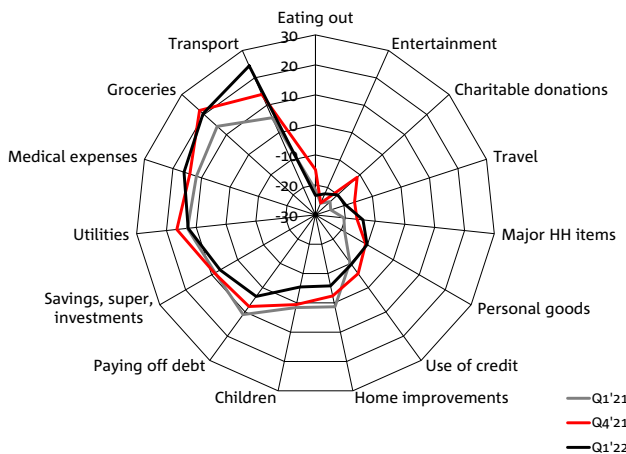 Eating out
30
Transport
Entertainment
20
Groceries
Charitable donations
10
0
Medical expenses
Travel
-10
-20
Utilities
-30
Major HH items
Savings, super,
investments
Personal goods
Paying off debt
Use of credit
Children
Home improvements
Q1'21
Q4'21
Q1'22